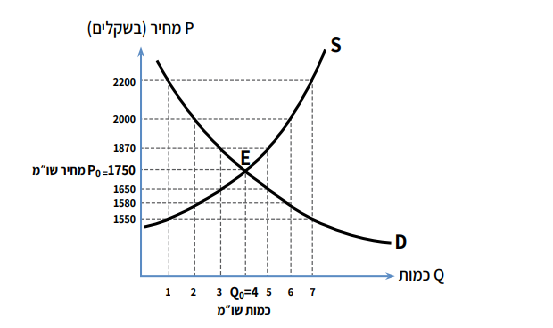 P מחיר (בשקלים)
S
2200
2000
1870
E
P₀ =1750 מחיר שו״מ
1650
1580
1550
D
Q כמות
1 2 3 Q₀=4 5 6 7
כמות שו״מ